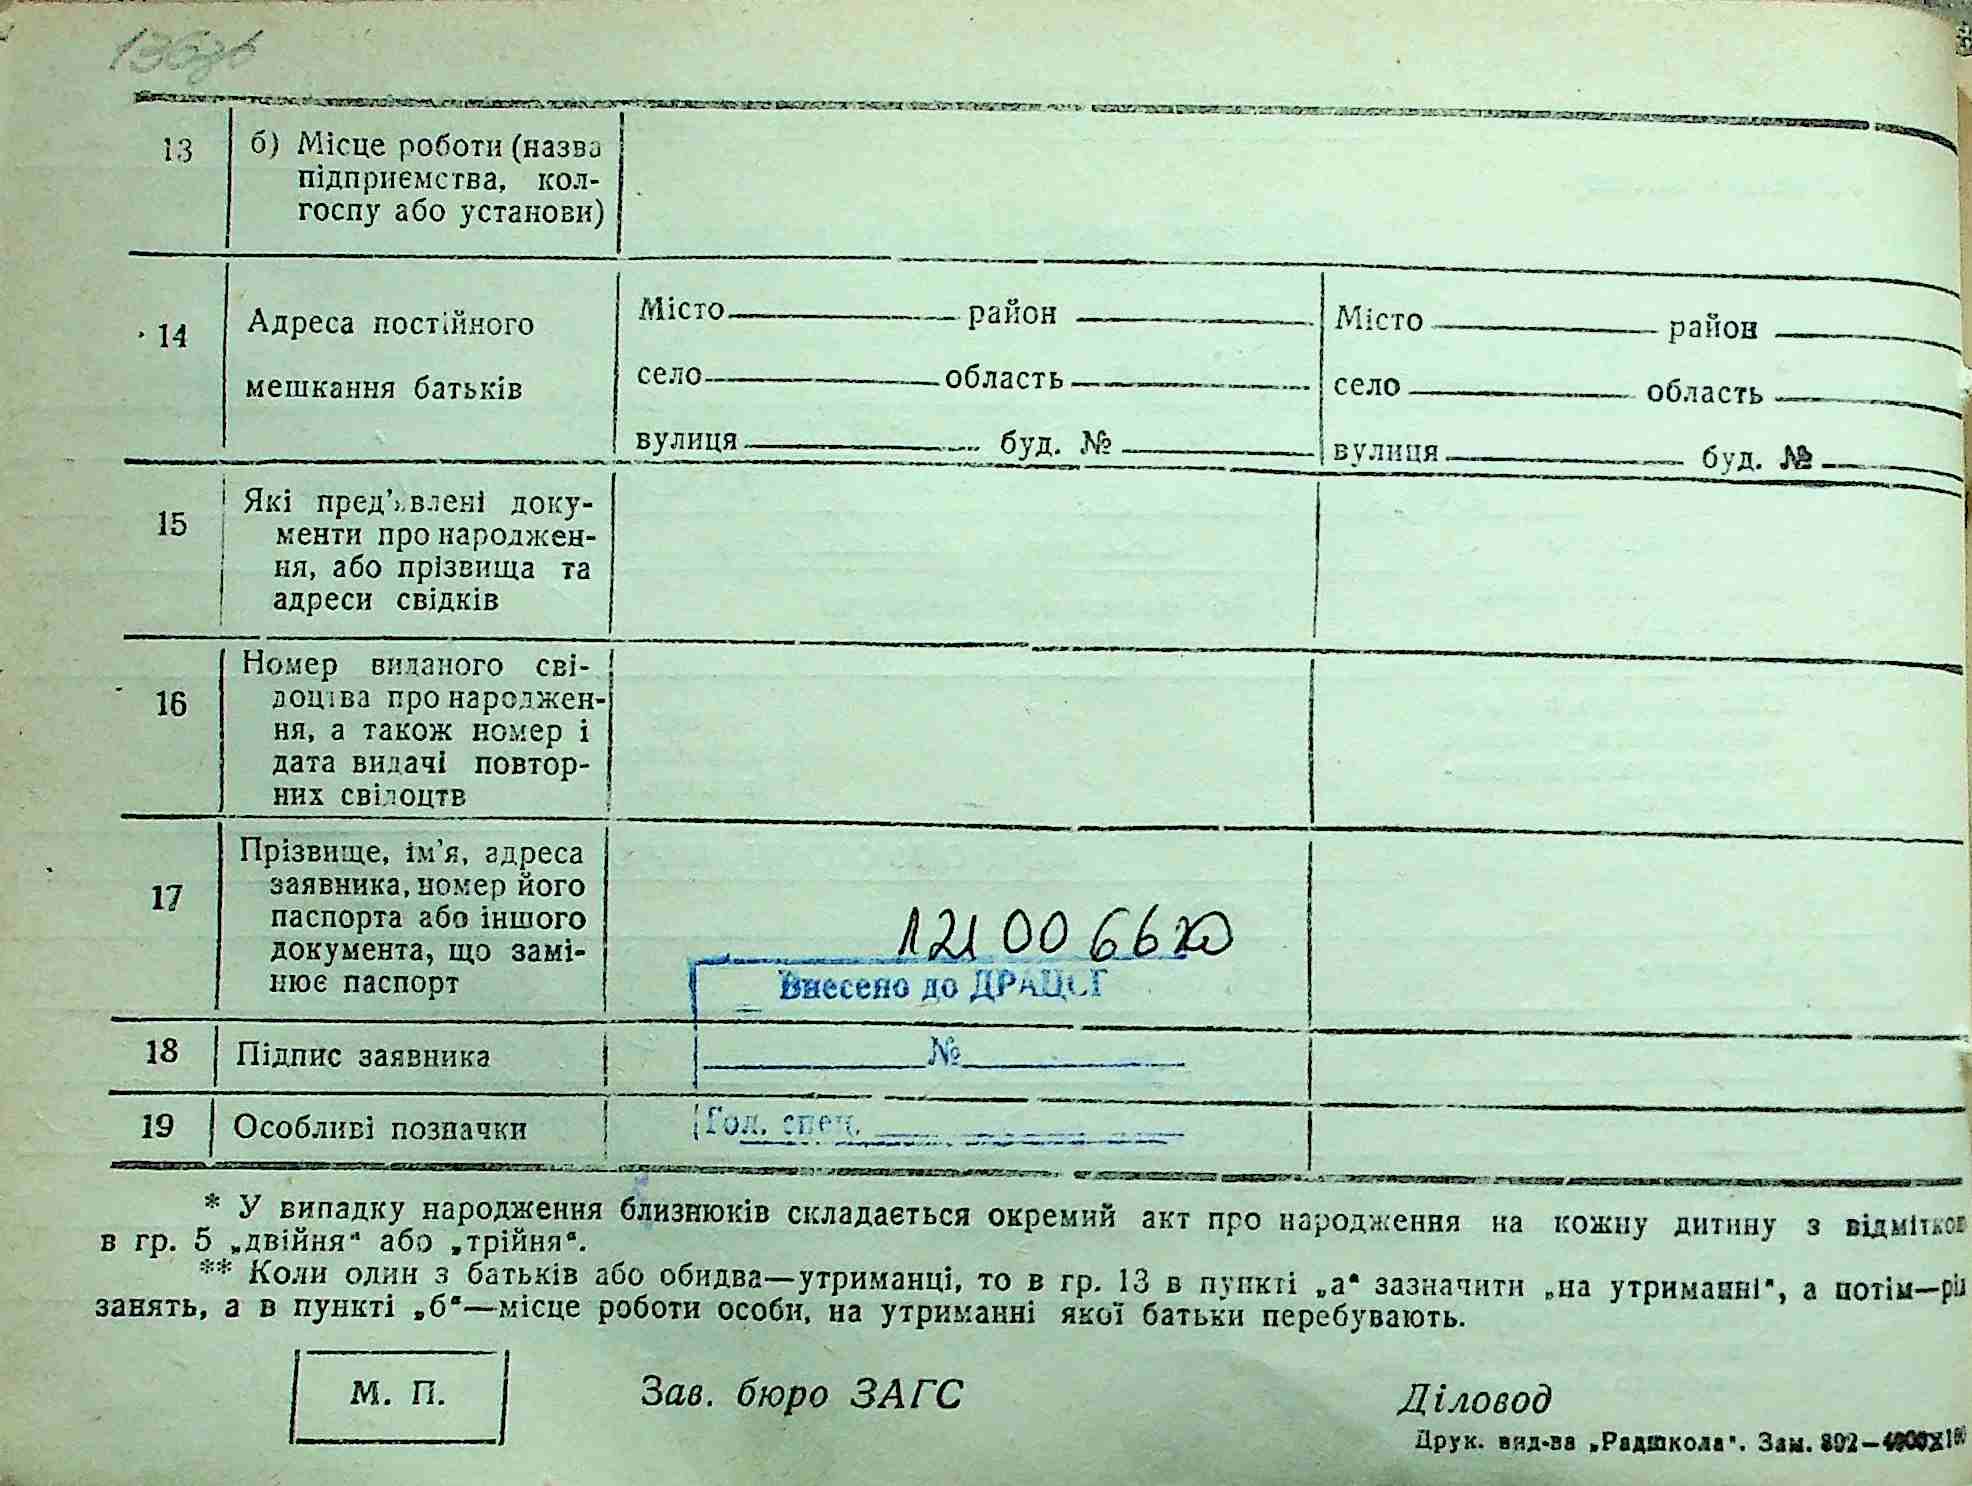 136зв
13 б) Місце роботи (назва
підприємства, кол-
госпу або установи)
14 Адреса постійного
мешкання батьків
Місто район
село область
вулиця буд. №
Місто район
село область
вулиця буд. №
15 Які пред'явлені доку-
менти про народжен-
ня, або прізвища та
адреси свідків
16 Номер виданого сві-
доцтва про народжен-
ня, а також номер і
дата видачі повтор-
них свідоцтв
17 Прізвище, ім'я, адреса
заявника, номер його
паспорта або іншого
документа, що замі-
нює паспорт
Внесено до ДРАЦСГ
№
Гол. спец.
18 Підпис заявника
19 Особливі позначки
* У випадку народження близнюків складається окремий акт про народження на кожну дитину з відміткою
в гр. 5 „двійня“ або „трійня“.
** Коли один з батьків або обидва—утриманці, то в гр. 13 в пункті „а“ зазначити „на утриманні“, а потім—рід
занять, а в пункті „б“—місце роботи особи, на утриманні якої батьки перебувають.
М. П.
Зав. бюро ЗАГС
Діловод
Друк. вид-ва „Радшкола“. Зам. 892—